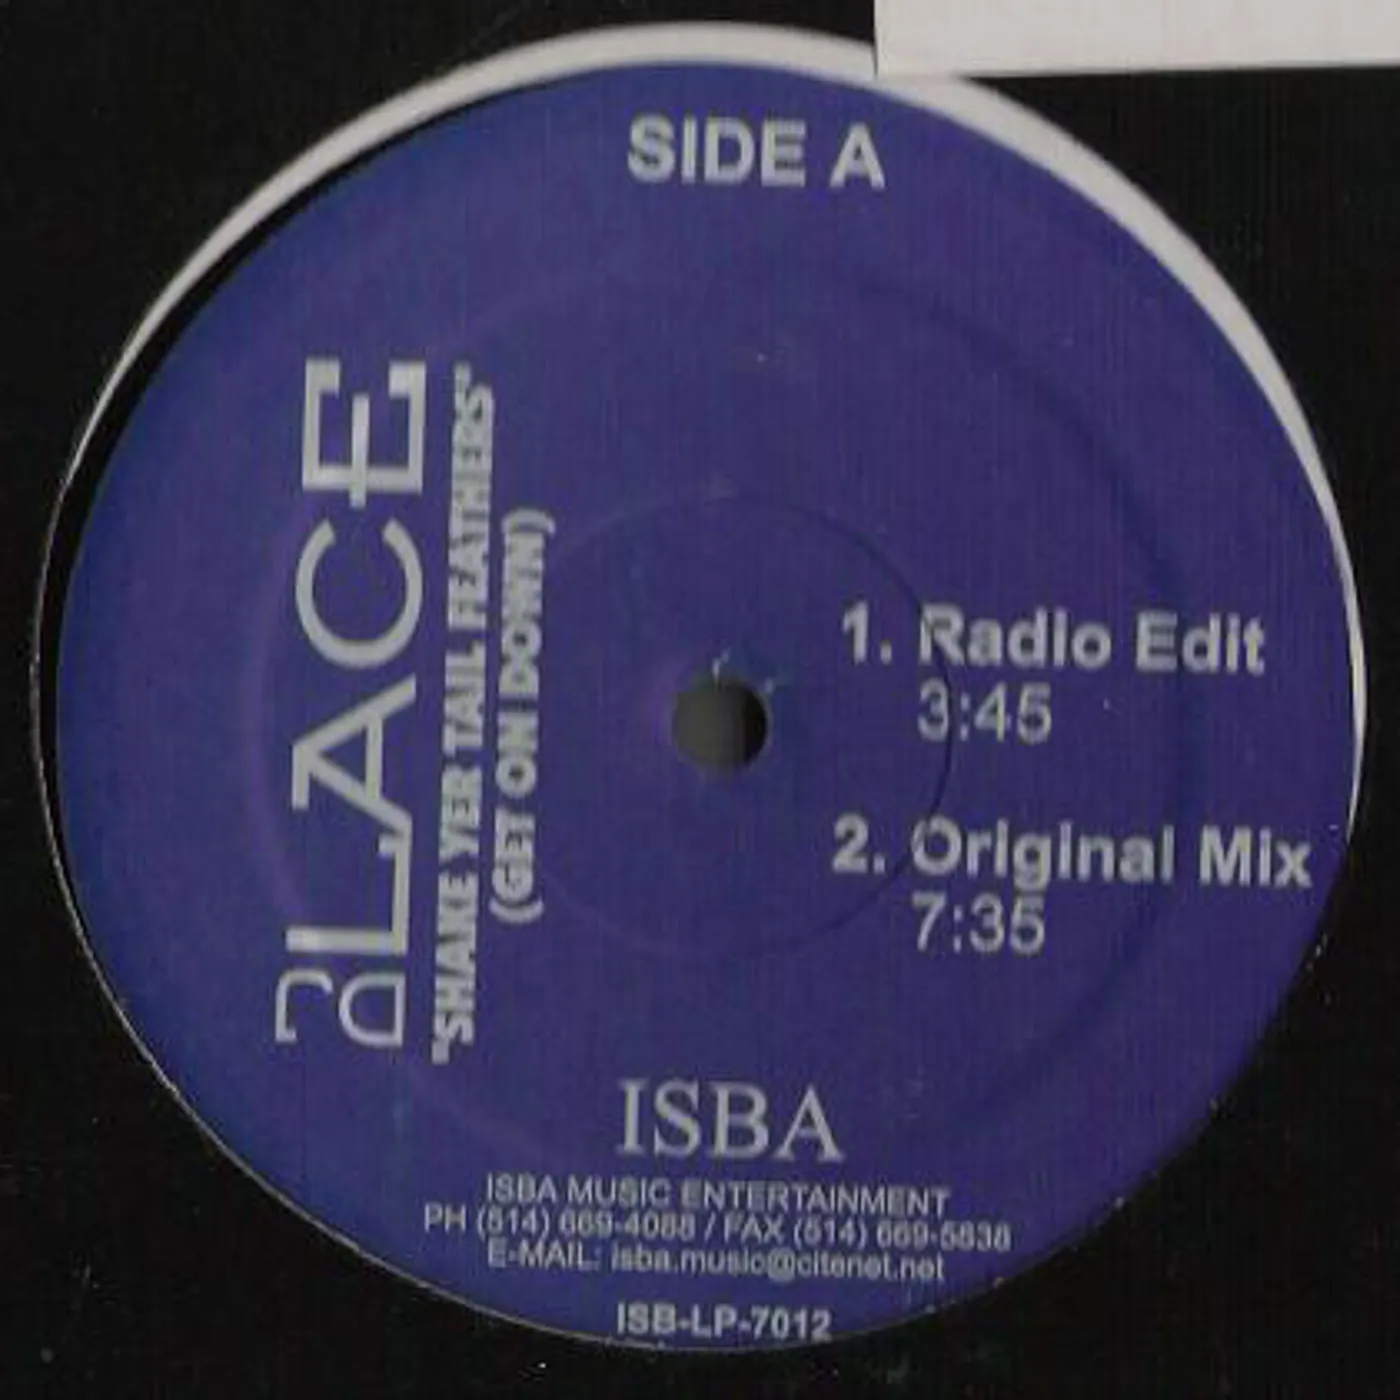 SIDE A
PLACE
"SHAKE YER TAIL FEATHERS"
(GET ON DOWN)
1. Radio Edit
3:45
2. Original Mix
7:35
ISBA
ISBA MUSIC ENTERTAINMENT
PH (514) 669-4088 / FAX (514) 669-5838
E-MAIL: isba.music@citenet.net
ISB-LP-7012